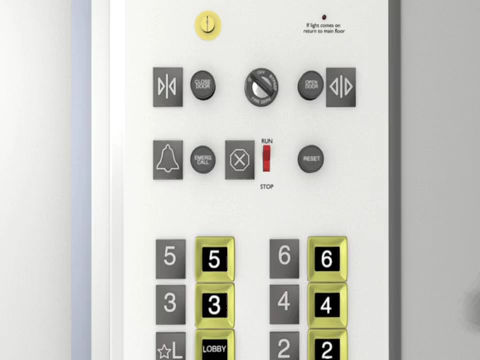 If light comes on
return to main floor
CLOSE
DOOR
OFF
OPEN
DOOR
EMERG
CALL
RUN
STOP
RESET
5 5 6 6
3 3 4 4
☆L LOBBY 2 2